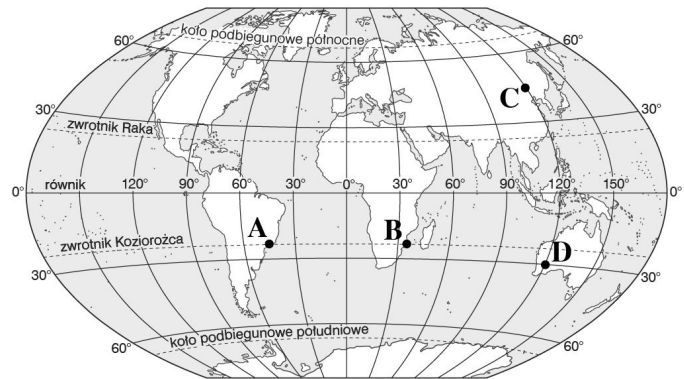 koło podbiegunowe północne
60° 60°
C
30° 30°
zwrotnik Raka
0° równik 120° 90° 60° 30° 0° 30° 60° 90° 120° 150° 0°
A B
zwrotnik Koziorożca
D
30° 30°
koło podbiegunowe południowe
60° 60°